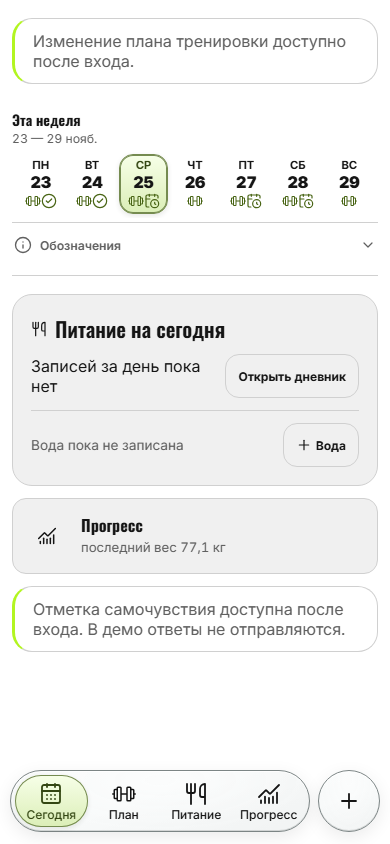 Изменение плана тренировки доступно
после входа.
Эта неделя
23 — 29 нояб.
ПН ВТ СР ЧТ ПТ СБ ВС
23 24 25 26 27 28 29
Обозначения
Питание на сегодня
Записей за день пока
нет
Открыть дневник
Вода пока не записана
+ Вода
Прогресс
последний вес 77,1 кг
Отметка самочувствия доступна после
входа. В демо ответы не отправляются.
Сегодня План Питание Прогресс